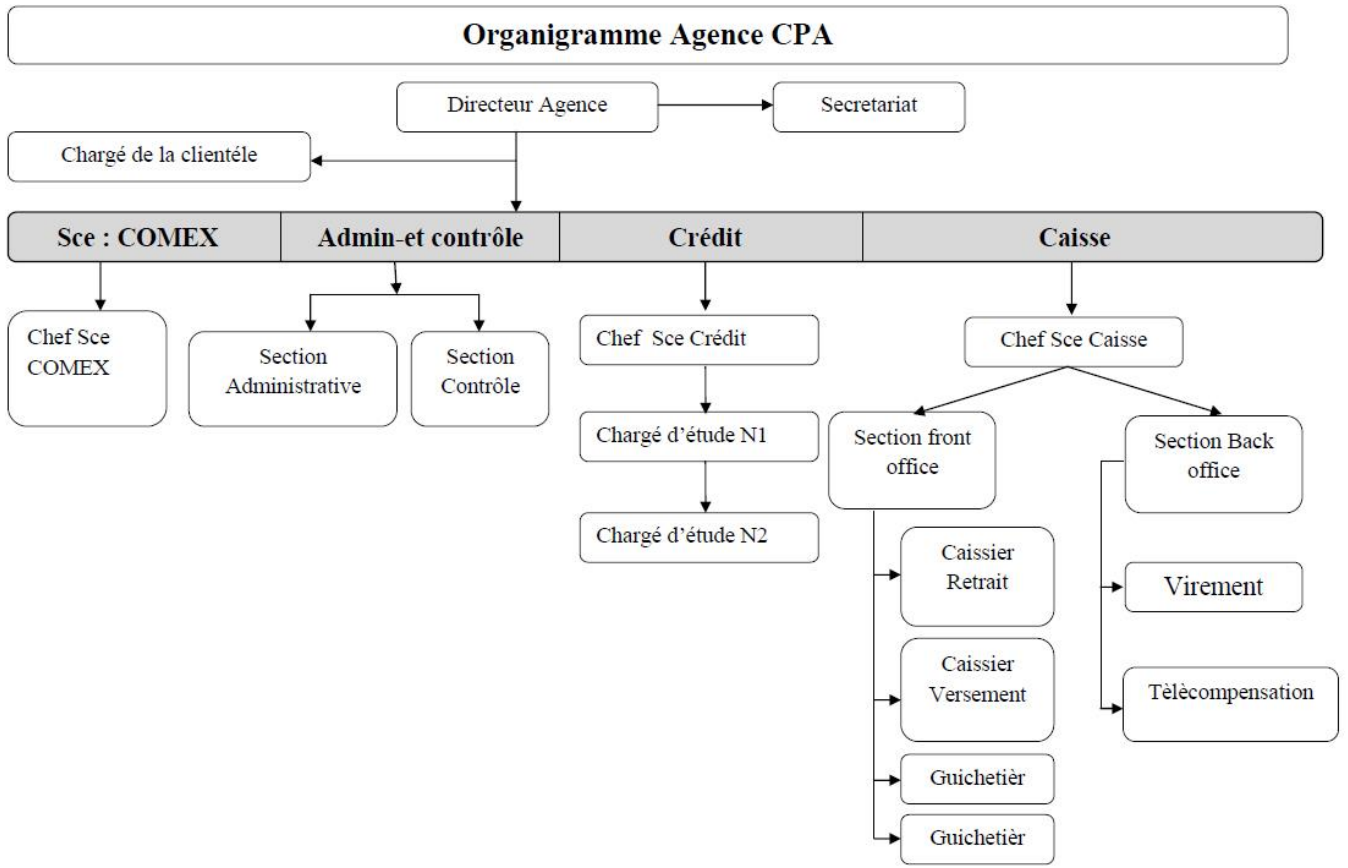 Organigramme Agence CPA
Directeur Agence
Secretariat
Chargé de la clientéle
Sce : COMEX
Admin-et contrôle
Crédit
Caisse
Chef Sce
COMEX
Section
Administrative
Section
Contrôle
Chef Sce Crédit
Chargé d'étude N1
Chargé d'étude N2
Chef Sce Caisse
Section front
office
Section Back
office
Caissier
Retrait
Caissier
Versement
Guichetièr
Guichetièr
Virement
Tèlècompensation